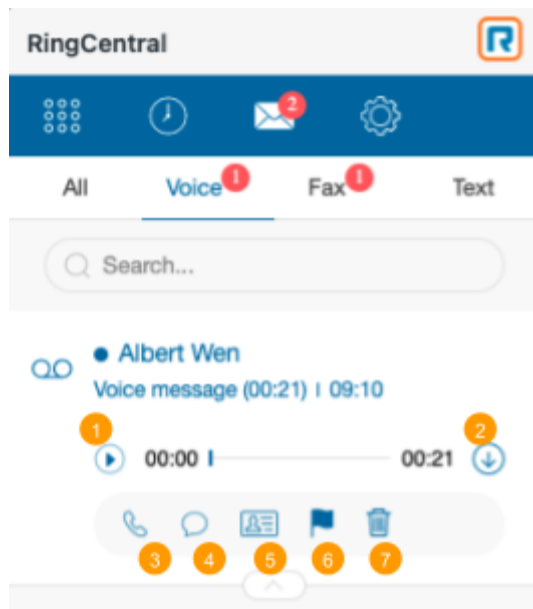 RingCentral R
2
All Voice 1 Fax 1 Text
Search...
Albert Wen
Voice message (00:21) | 09:10
1 2
00:00 00:21
3 4 5 6 7